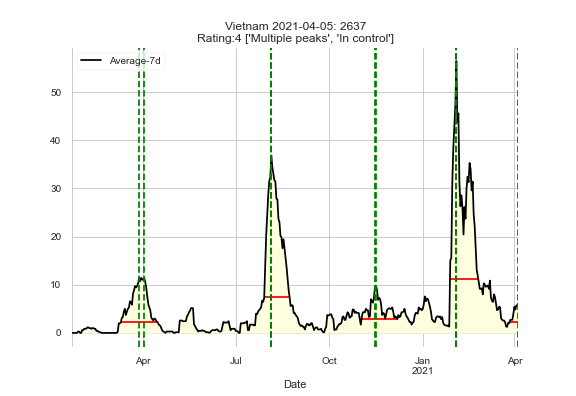 Vietnam 2021-04-05: 2637
Rating:4 ['Multiple peaks', 'In control']
Average-7d
50
40
30
20
10
0
Apr Jul Oct Jan Apr
2021
Date